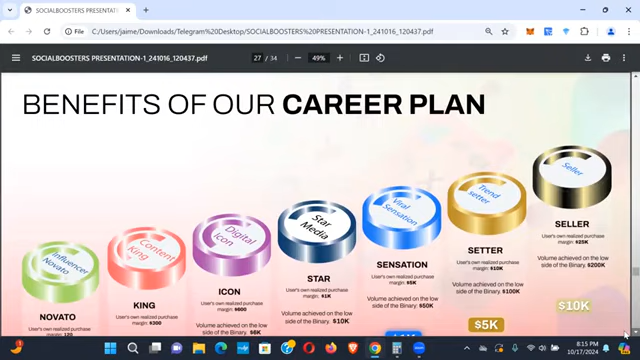 SOCIALBOOSTERS PRESENTATION
File
C:/Users/jaime/Downloads/Telegram%20Desktop/SOCIALBOOSTERS%20PRESENTATION-1_241016_120437.pdf
SOCIALBOOSTERS PRESENTATION-1_241016_120437.pdf
27 / 34
49%
BENEFITS OF OUR CAREER PLAN
Influencer
Novato
NOVATO
User's own realized purchase
margin: 120
Content
King
KING
User's own realized purchase
margin: $300
Digital
icon
ICON
User's own realized purchase
margin: $600
Volume achieved on the low
side of the Binary. $6K
Star
Media
STAR
User's own realized purchase
margin: $1K
Volume achieved on the low
side of the Binary. $10K
Viral
Sensation
SENSATION
User's own realized purchase
margin: $5K
Volume achieved on the low
side of the Binary. $50K
Trend
setter
SETTER
User's own realized purchase
margin: $10K
Volume achieved on the low
side of the Binary. $100K
$5K
Seller
SELLER
User's own realized purchase
margin: $25K
Volume achieved on the low
side of the Binary. $200K
$10K
8:15 PM
10/17/2024